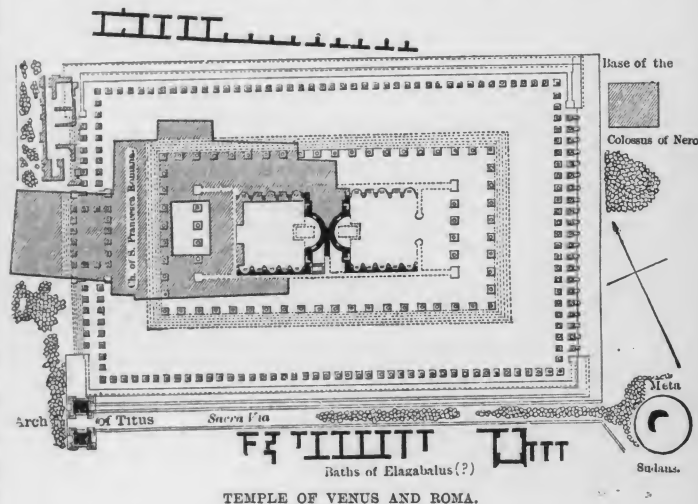 Base of the
Colossus of Nero
Ch. of S. Francesca Romana.
Arch of Titus
Sacra Via
Meta
Sudans.
Baths of Elagabalus(?)
TEMPLE OF VENUS AND ROMA.